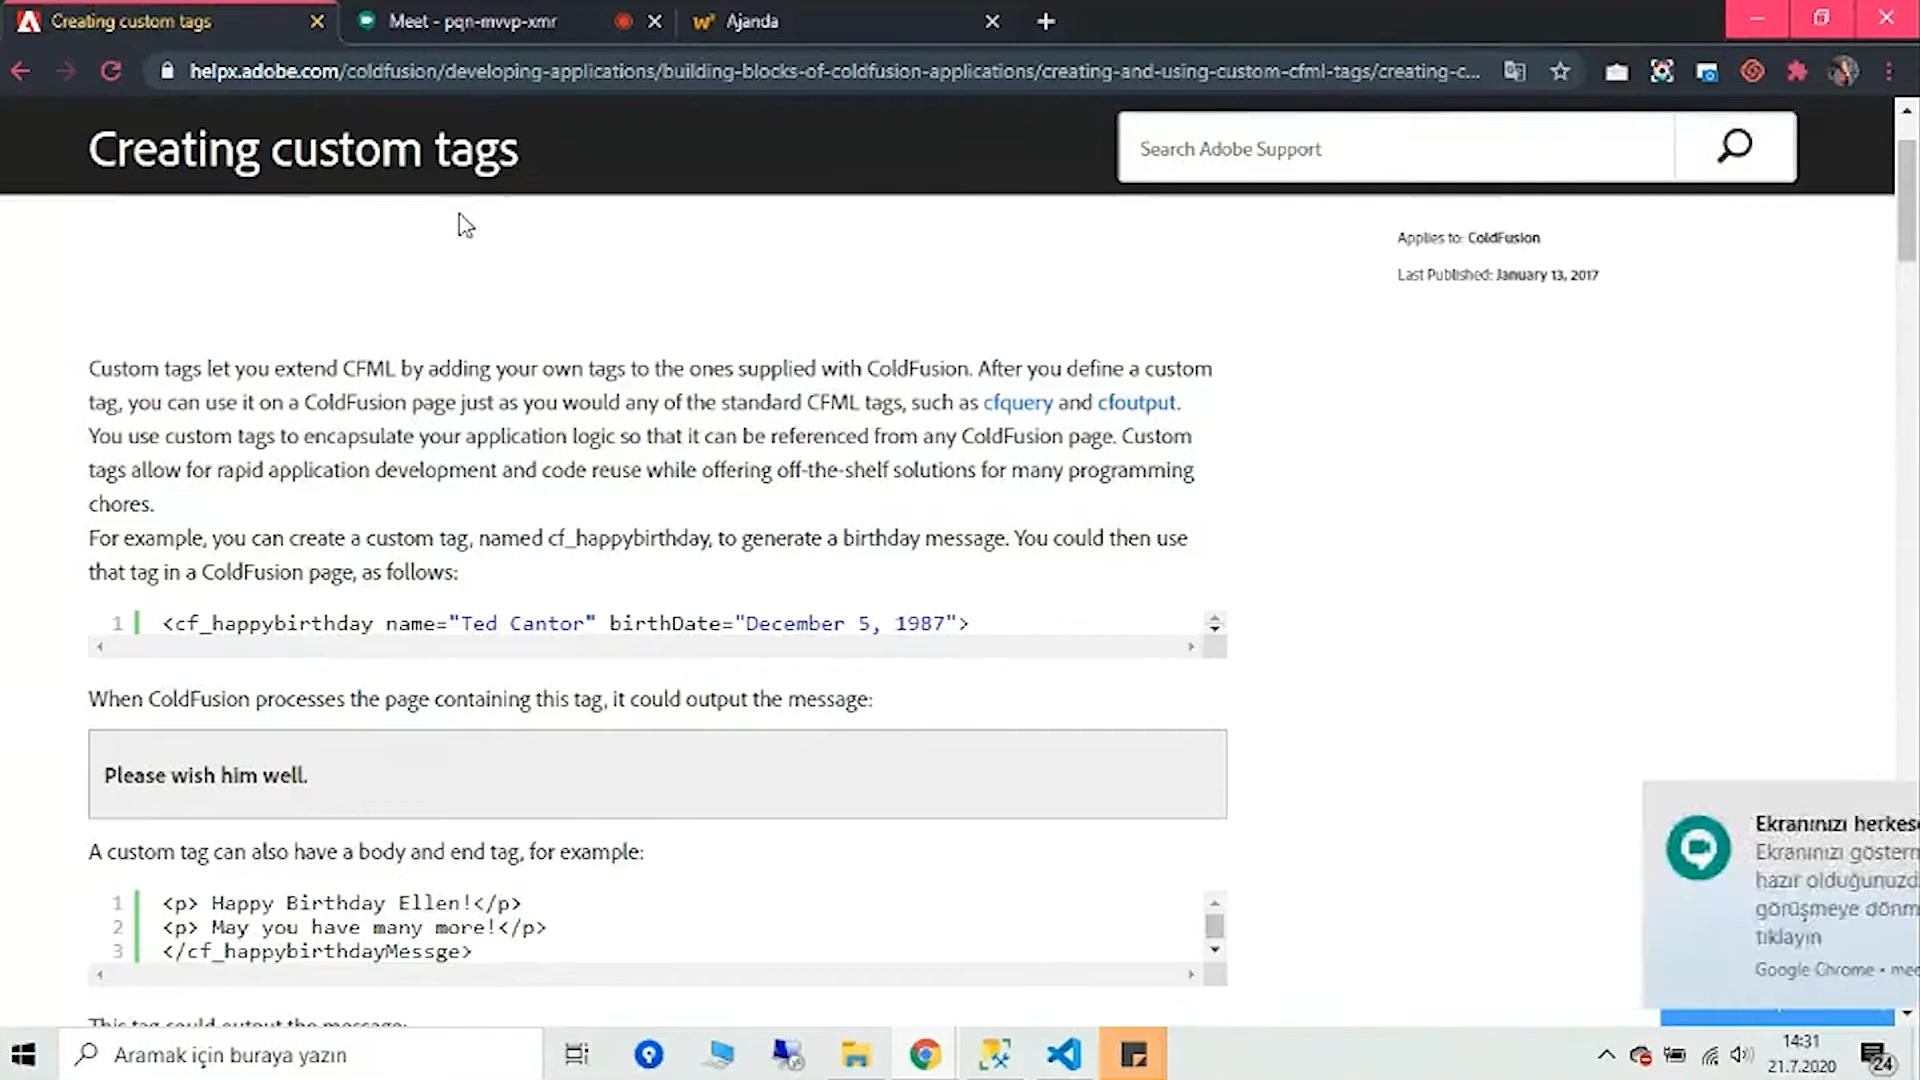 Creating custom tags
Meet - pqn-mvvp-xmr
Ajanda
helpx.adobe.com/coldfusion/developing-applications/building-blocks-of-coldfusion-applications/creating-and-using-custom-cfml-tags/creating-c...
Creating custom tags
Search Adobe Support
Applies to: ColdFusion
Last Published: January 13, 2017
Custom tags let you extend CFML by adding your own tags to the ones supplied with ColdFusion. After you define a custom
tag, you can use it on a ColdFusion page just as you would any of the standard CFML tags, such as cfquery and cfoutput.
You use custom tags to encapsulate your application logic so that it can be referenced from any ColdFusion page. Custom
tags allow for rapid application development and code reuse while offering off-the-shelf solutions for many programming
chores.
For example, you can create a custom tag, named cf_happybirthday, to generate a birthday message. You could then use
that tag in a ColdFusion page, as follows:
1 <cf_happybirthday name="Ted Cantor" birthDate="December 5, 1987">
When ColdFusion processes the page containing this tag, it could output the message:
Please wish him well.
A custom tag can also have a body and end tag, for example:
1 <p> Happy Birthday Ellen!</p>
2 <p> May you have many more!</p>
3 </cf_happybirthdayMessge>
This tag could output the message:
Ekranınızı herkes
Ekranınızıösterm
hazır olduğunuzd
görüşmeye dönm
tıklayın
Google Chrome • mee
Aramak için buraya yazın
14:31
21.7.2020
24